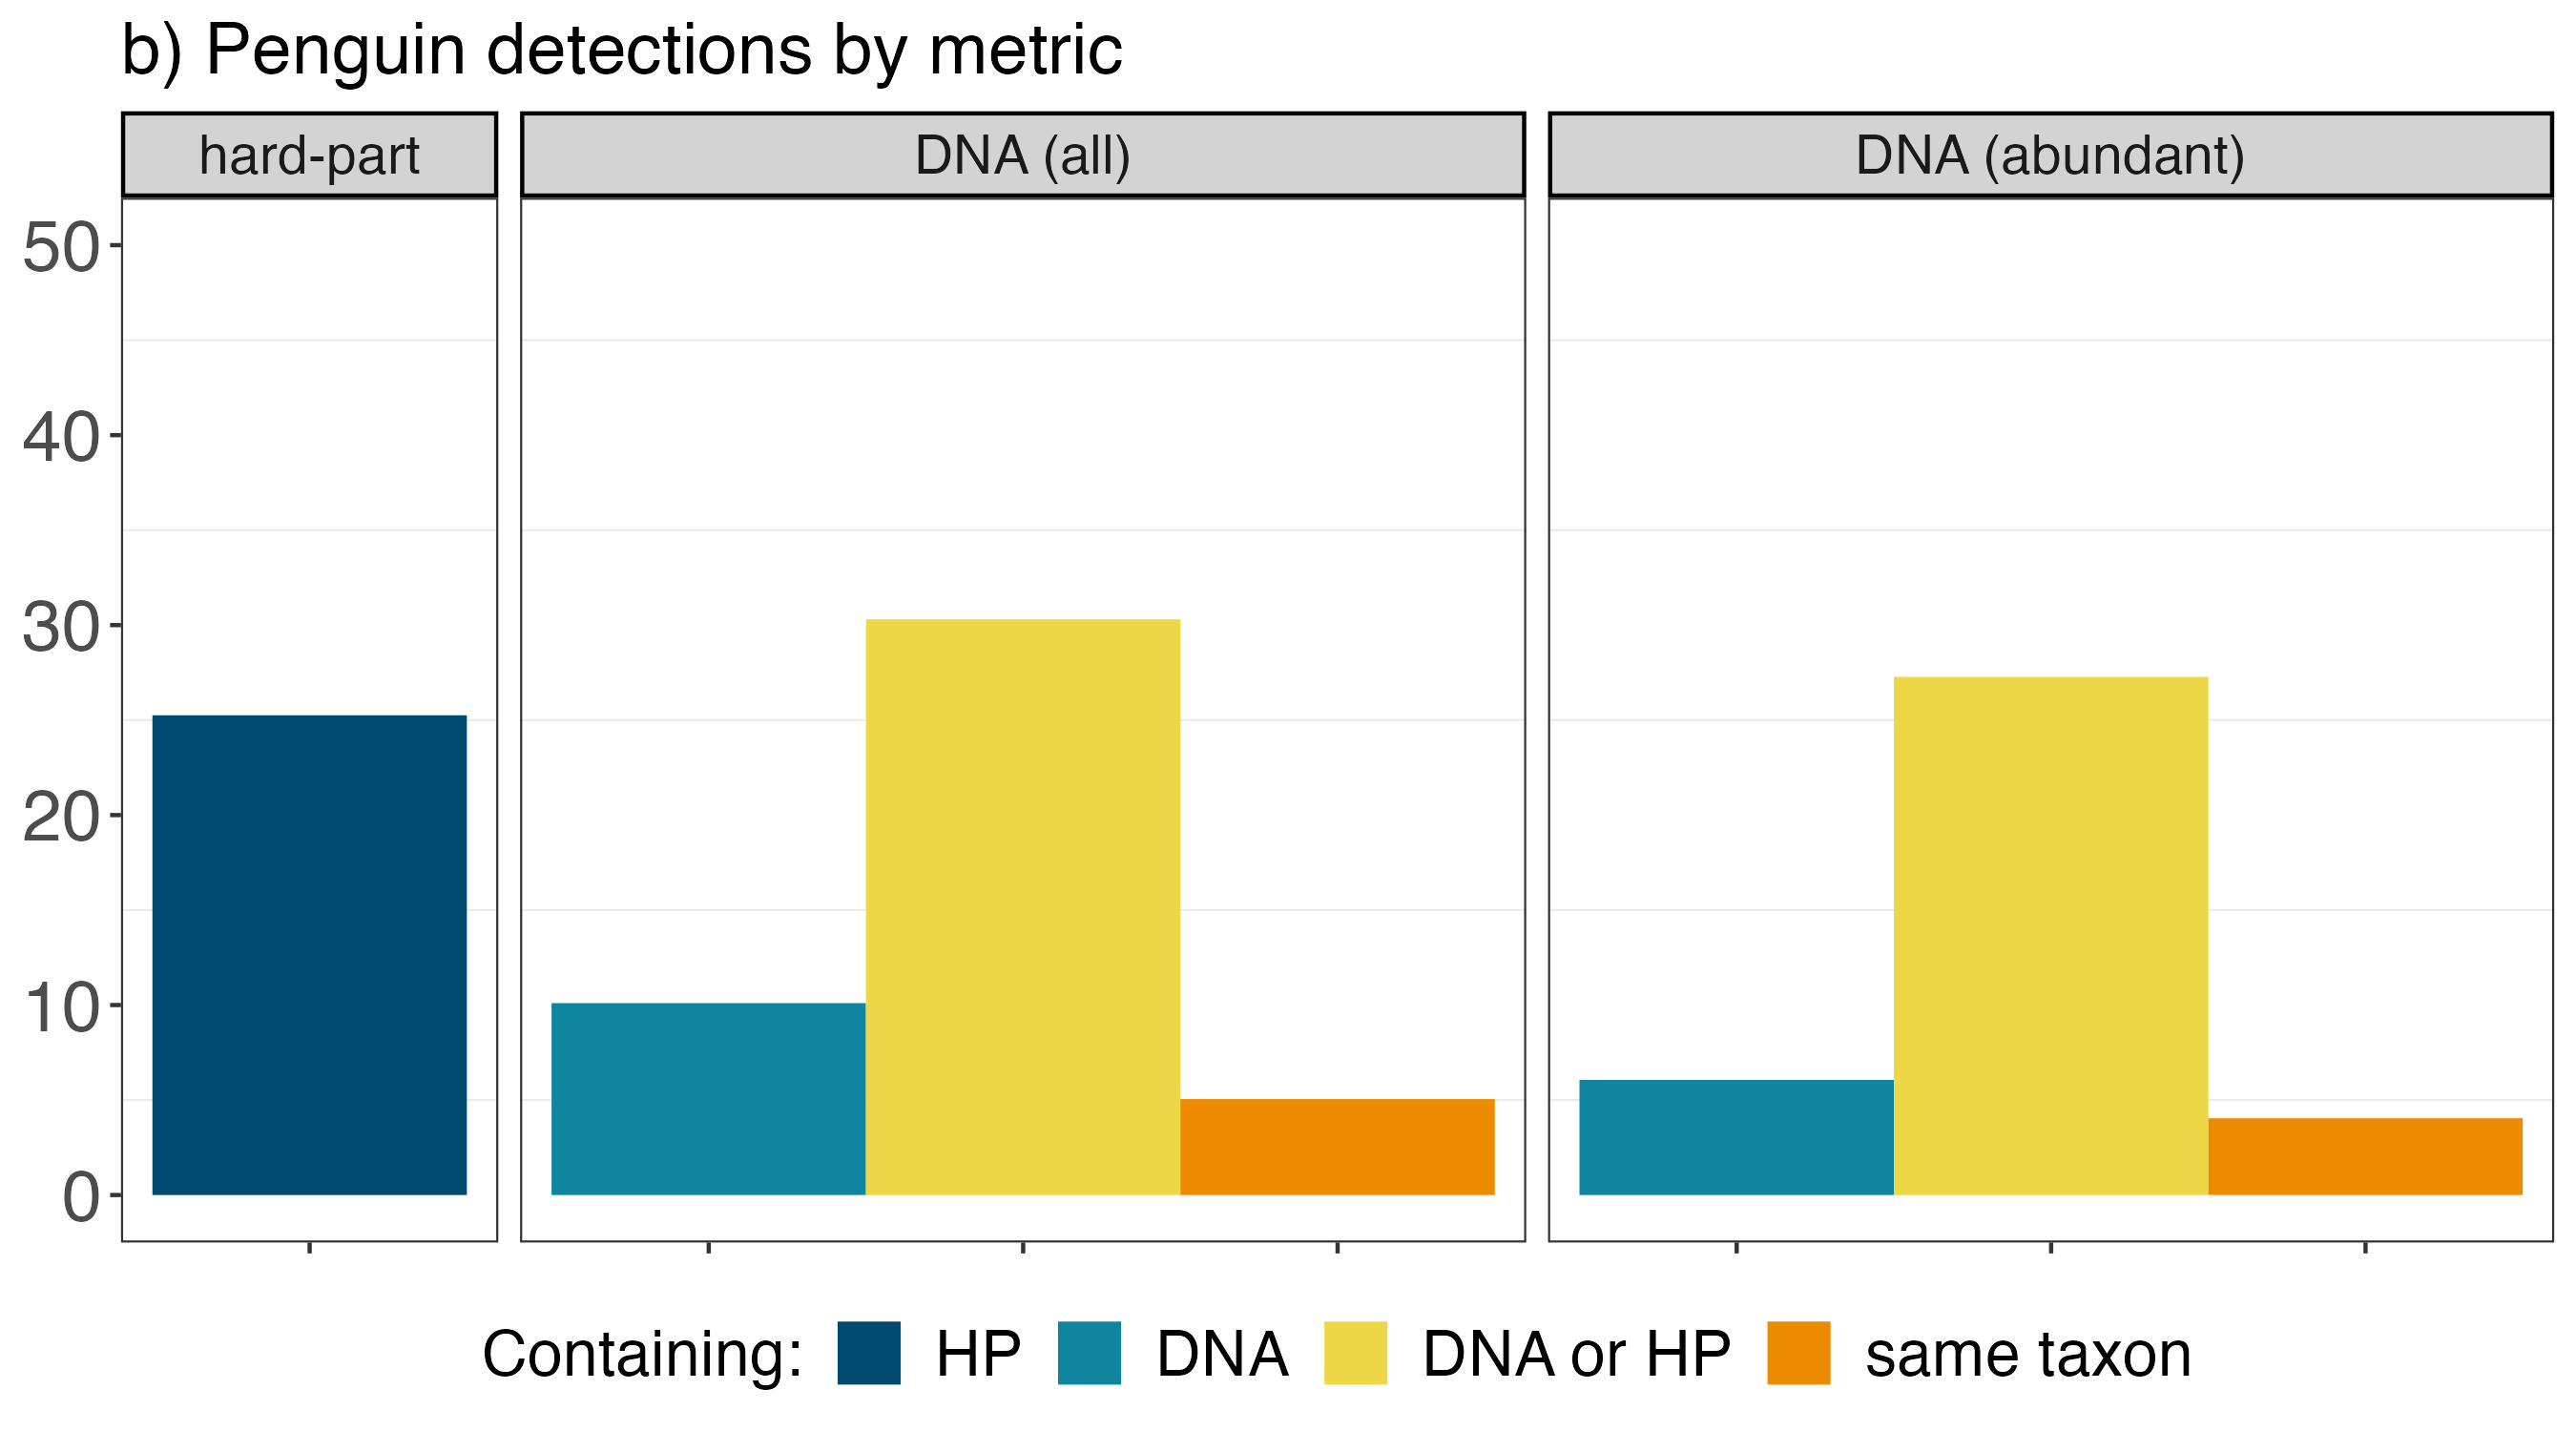 b) Penguin detections by metric
hard-part
DNA (all)
DNA (abundant)
50
40
30
20
10
0
Containing: HP DNA DNA or HP same taxon